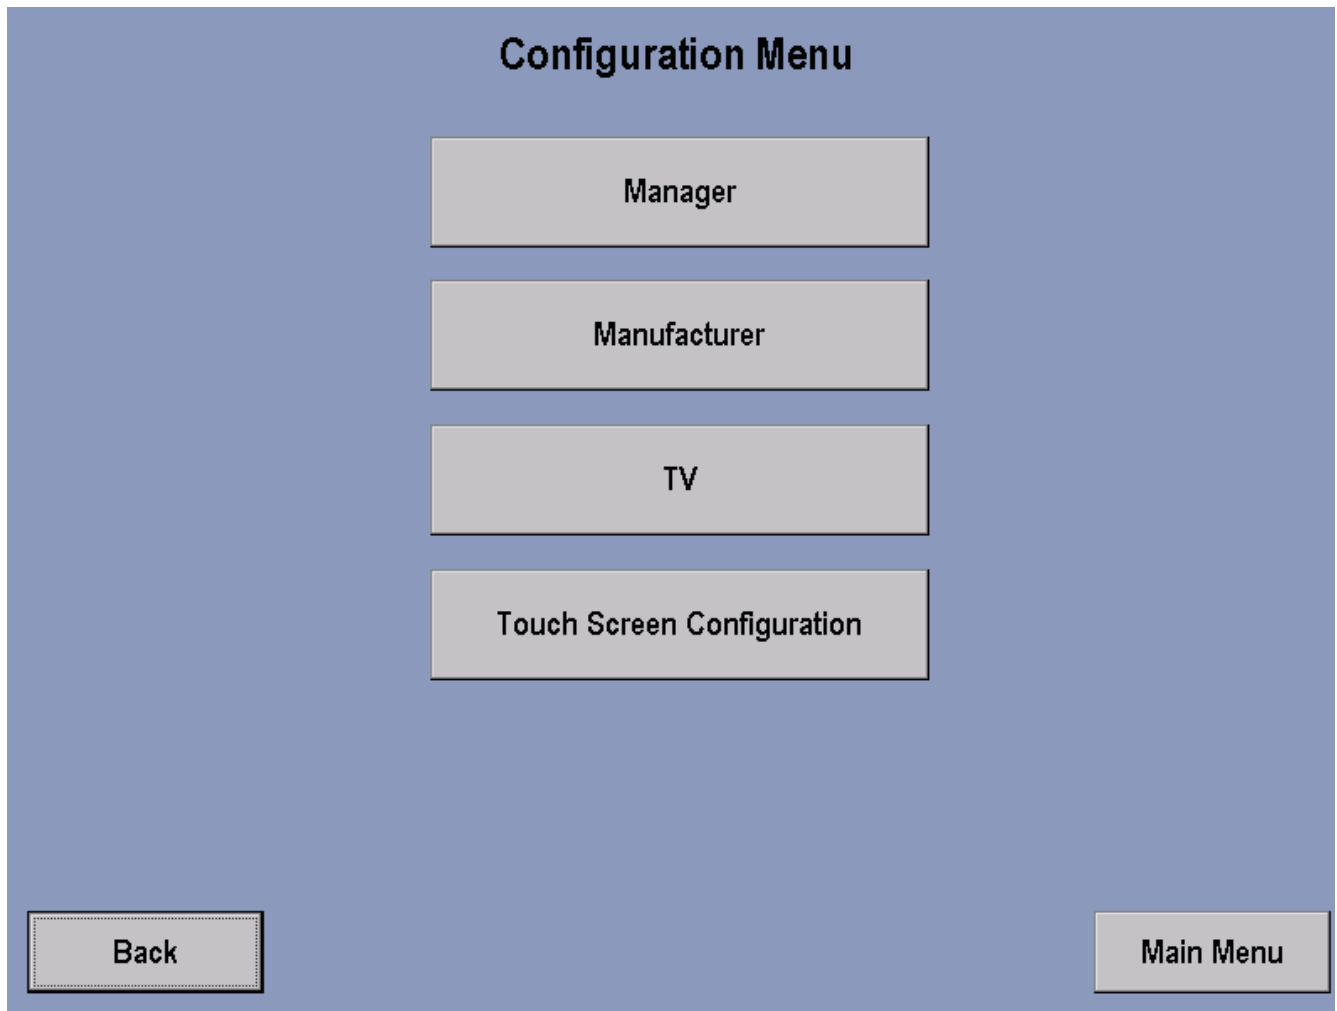 Configuration Menu
Manager
Manufacturer
TV
Touch Screen Configuration
Back
Main Menu